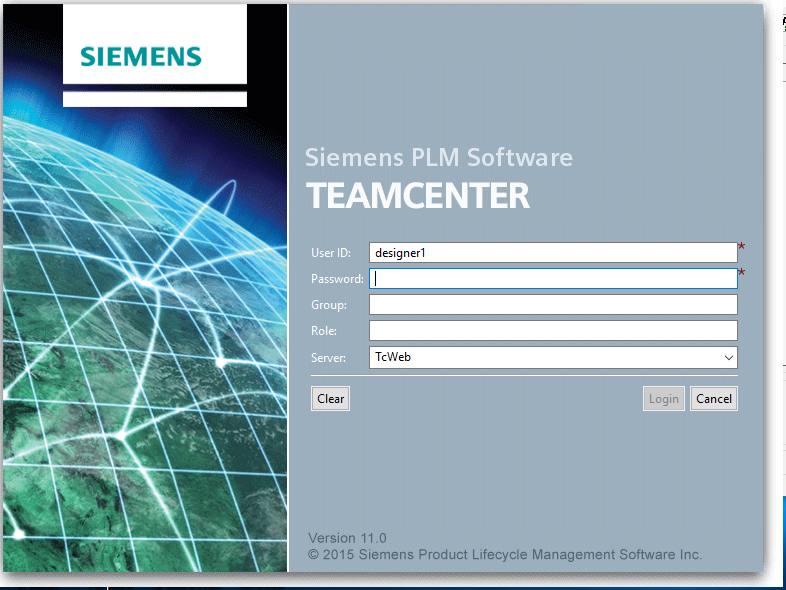 SIEMENS
Siemens PLM Software
TEAMCENTER
User ID: designer1 *
Password: *
Group:
Role:
Server: TcWeb
Clear Login Cancel
Version 11.0
© 2015 Siemens Product Lifecycle Management Software Inc.